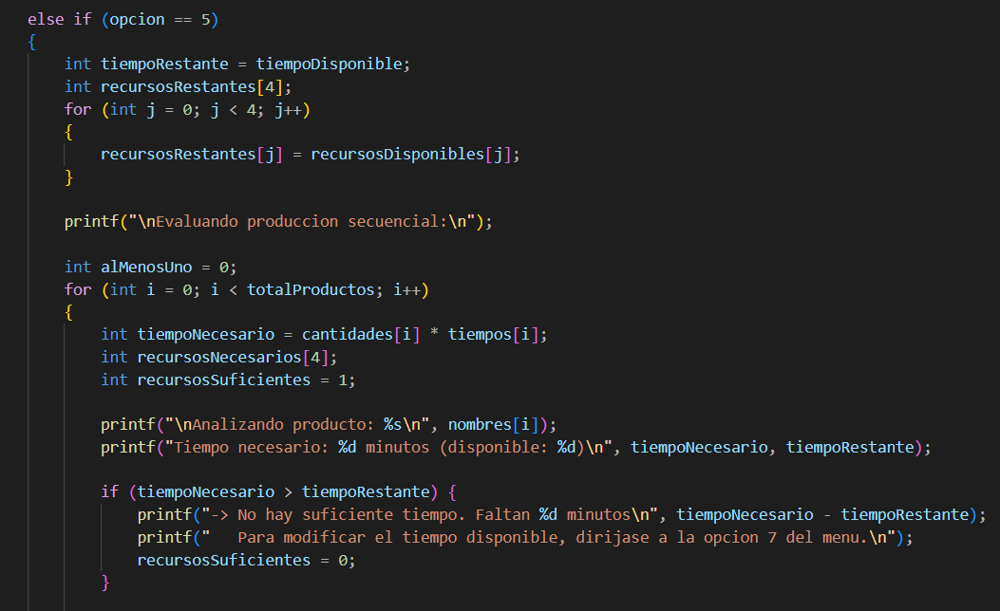 else if (opcion == 5)
{
    int tiempoRestante = tiempoDisponible;
    int recursosRestantes[4];
    for (int j = 0; j < 4; j++)
    {
        recursosRestantes[j] = recursosDisponibles[j];
    }

    printf("\nEvaluando produccion secuencial:\n");

    int alMenosUno = 0;
    for (int i = 0; i < totalProductos; i++)
    {
        int tiempoNecesario = cantidades[i] * tiempos[i];
        int recursosNecesarios[4];
        int recursosSuficientes = 1;

        printf("\nAnalizando producto: %s\n", nombres[i]);
        printf("Tiempo necesario: %d minutos (disponible: %d)\n", tiempoNecesario, tiempoRestante);

        if (tiempoNecesario > tiempoRestante) {
            printf("-> No hay suficiente tiempo. Faltan %d minutos\n", tiempoNecesario - tiempoRestante);
            printf("   Para modificar el tiempo disponible, dirijase a la opcion 7 del menu.\n");
            recursosSuficientes = 0;
        }